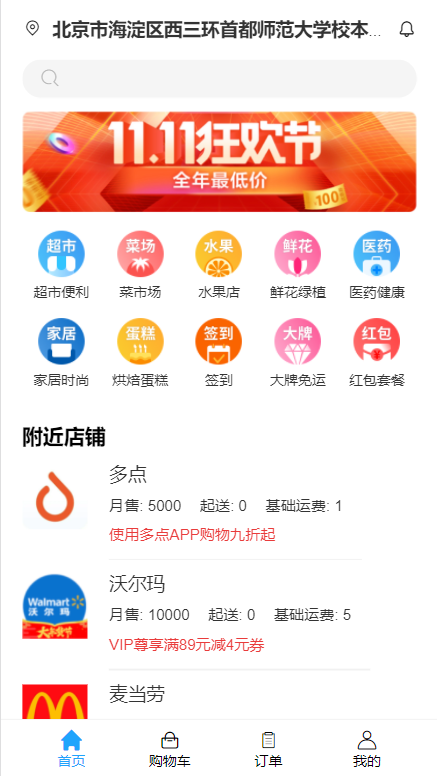 北京市海淀区西三环首都师范大学校本...
11.11狂欢节
全年最低价
100
超市 菜场 水果 鲜花 医药
超市便利 菜市场 水果店 鲜花绿植 医药健康
家居 蛋糕 签到 大牌 红包
家居时尚 烘焙蛋糕 签到 大牌免运 红包套餐
附近店铺
多点
月售: 5000 起送: 0 基础运费: 1
使用多点APP购物九折起
Walmart
沃尔玛
沃尔玛
月售: 10000 起送: 0 基础运费: 5
VIP尊享满89元减4元券
麦当劳
首页 购物车 订单 我的